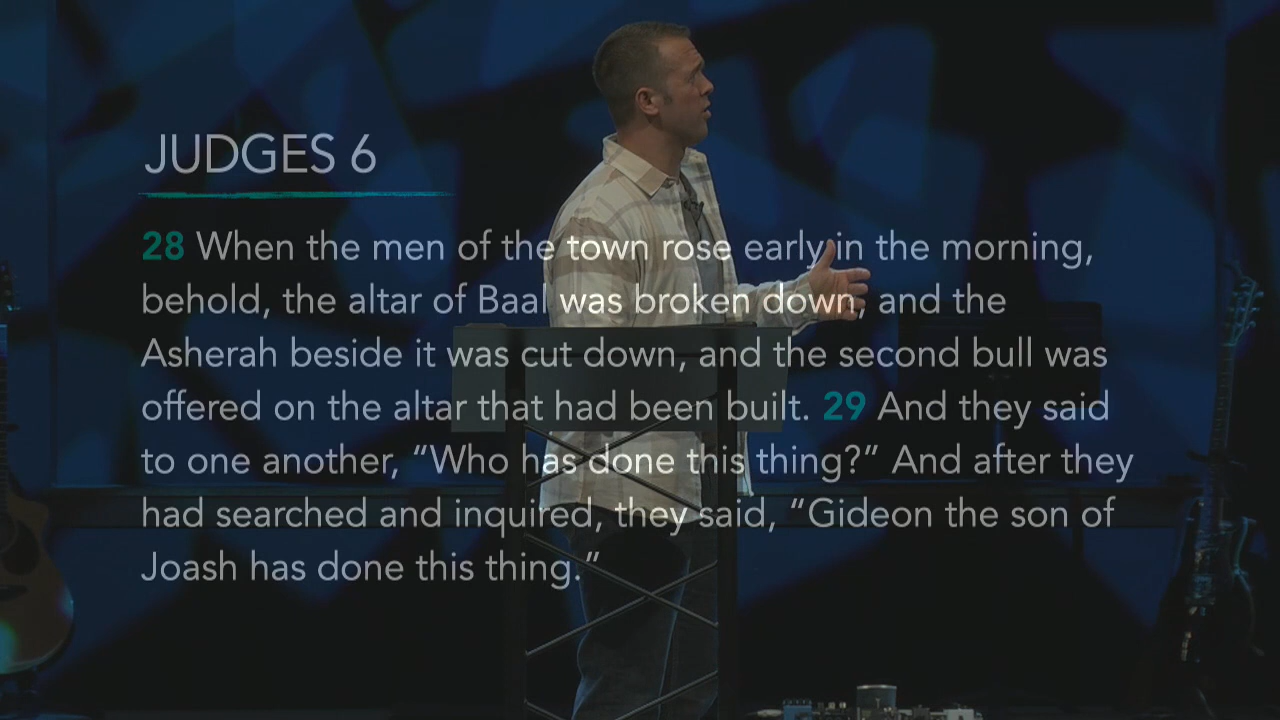 JUDGES 6
28 When the men of the town rose early in the morning,
behold, the altar of Baal was broken down, and the
Asherah beside it was cut down, and the second bull was
offered on the altar that had been built. 29 And they said
to one another, “Who has done this thing?” And after they
had searched and inquired, they said, “Gideon the son of
Joash has done this thing.”